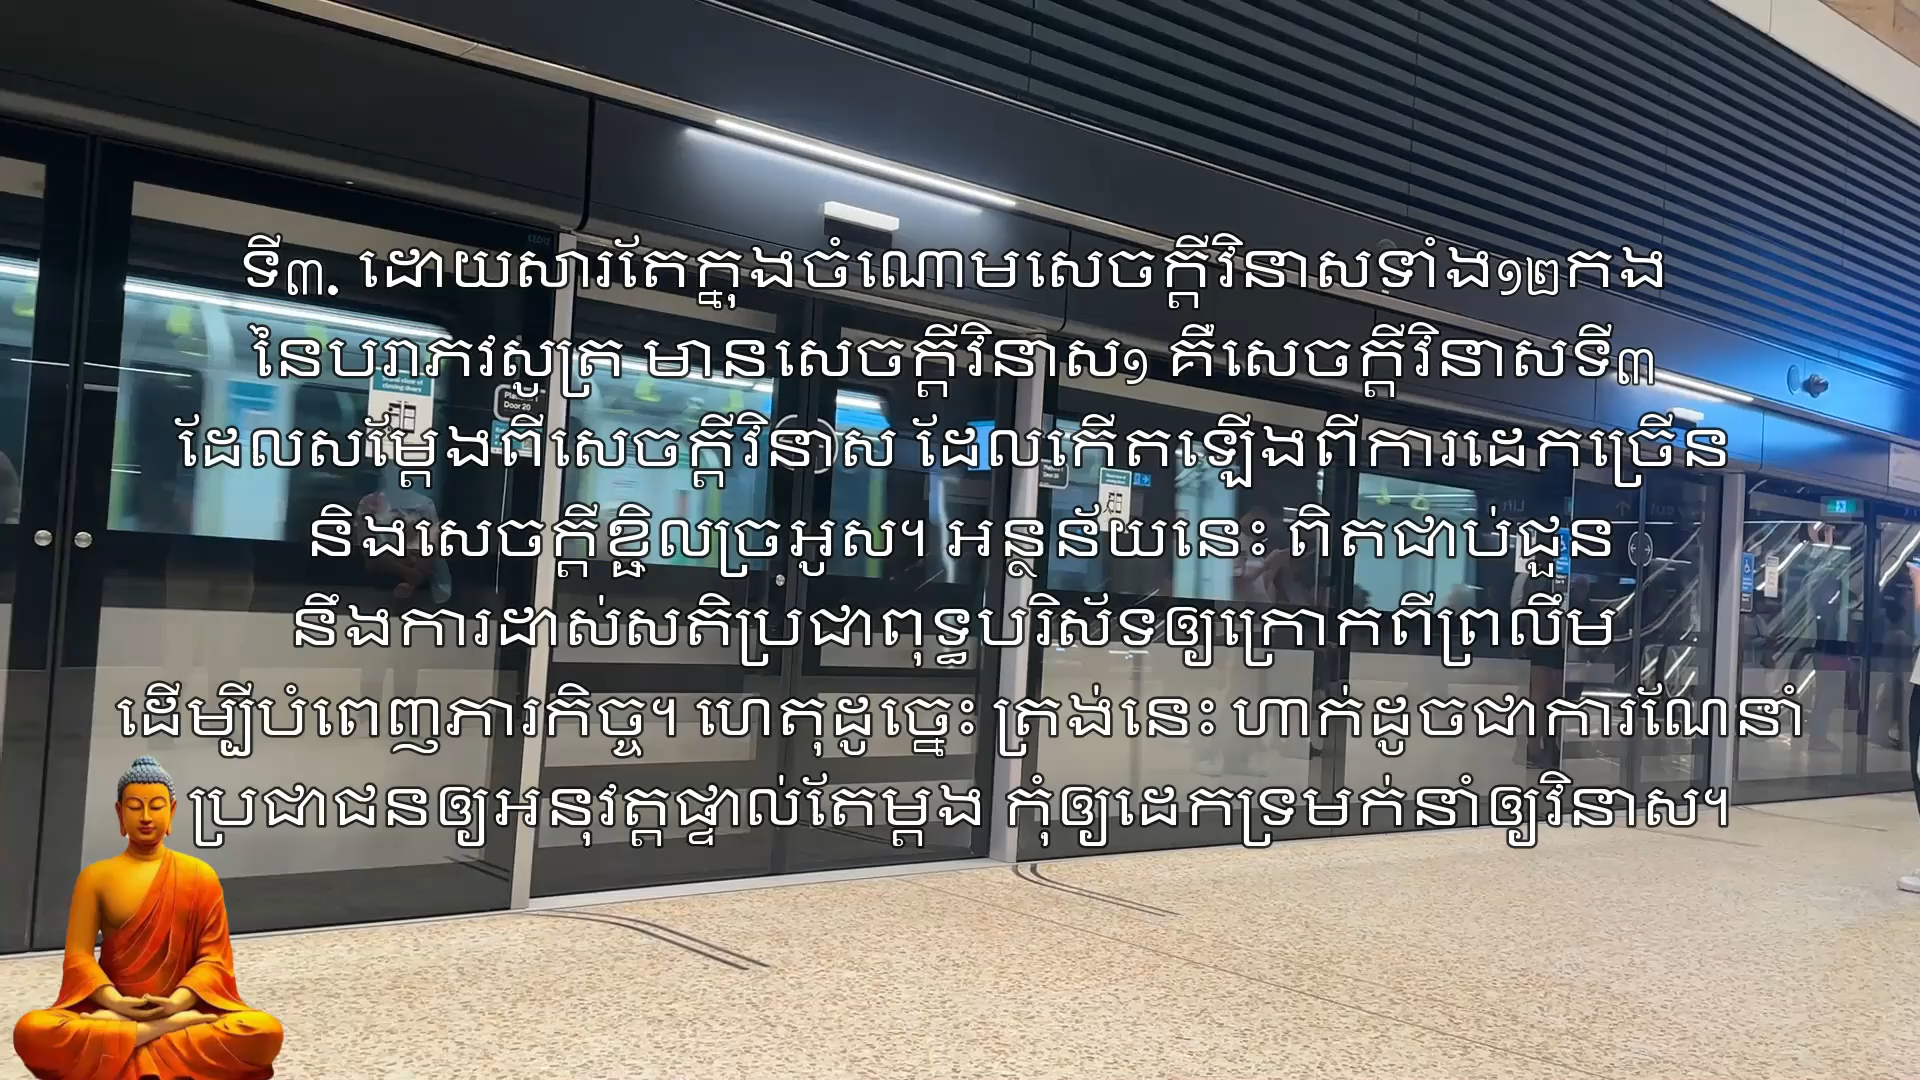 ទី៣. ដោយសារតែក្នុងចំណោមសេចក្តីវិនាសទាំង១២កង
នៃបរាភវសូត្រ មានសេចក្តីវិនាស១ គឺសេចក្តីវិនាសទី៣
ដែលសម្តែងពីសេចក្តីវិនាស ដែលកើតឡើងពីការដេកច្រើន
និងសេចក្តីខ្ជិលច្រអូស។ អន្ថន័យនេះ ពិតជាប់ជួន
នឹងការដាស់សតិប្រជាពុទ្ធបរិស័ទឲ្យក្រោកពីព្រលឹម
ដើម្បីបំពេញភារកិច្ច។ ហេតុដូច្នេះ ត្រង់នេះ ហាក់ដូចជាការណែនាំ
ប្រជាជនឲ្យអនុវត្តផ្ទាល់តែម្តង កុំឲ្យដេកទ្រមក់នាំឲ្យវិនាស។
Door 20